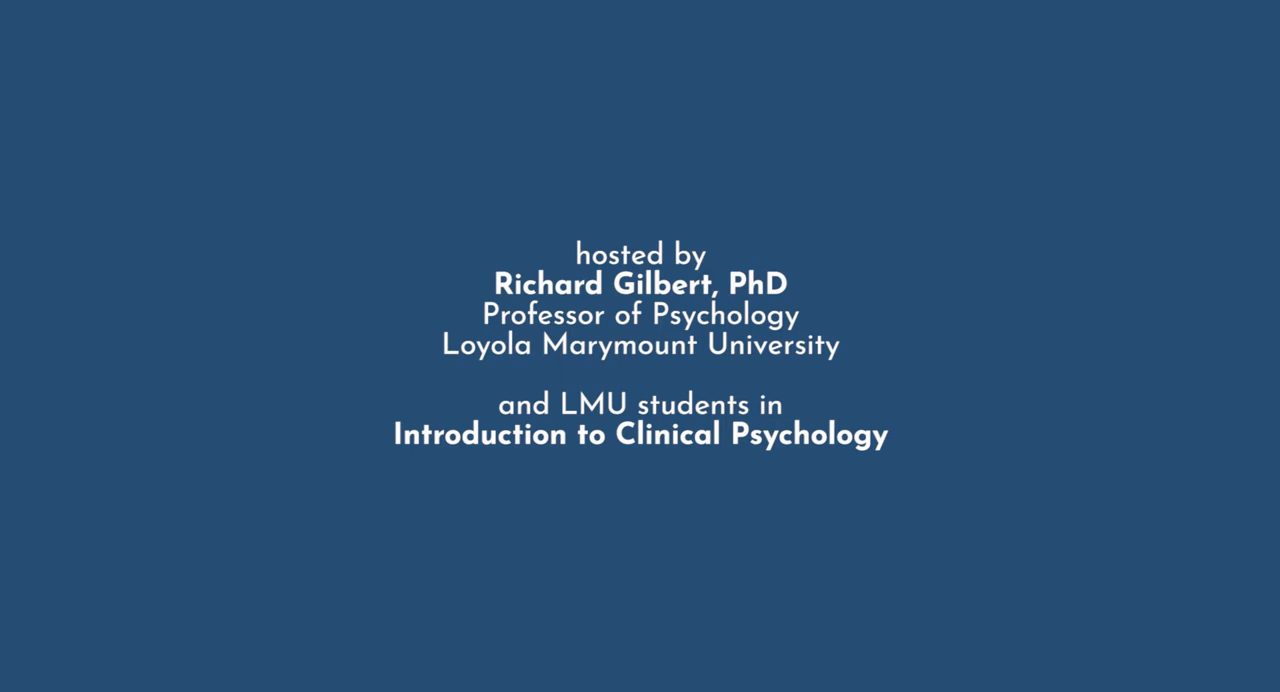 hosted by
Richard Gilbert, PhD
Professor of Psychology
Loyola Marymount University
and LMU students in
Introduction to Clinical Psychology